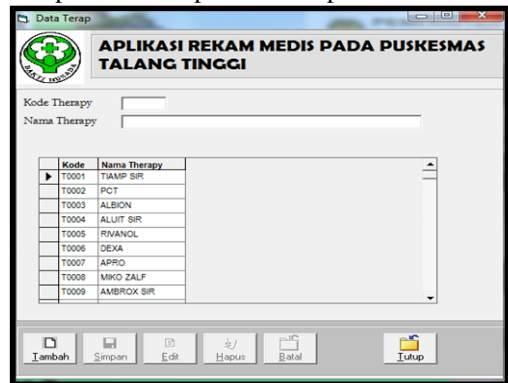 Data Terap
APLIKASI REKAM MEDIS PADA PUSKESMAS
TALANG TINGGI
BAKTI HUSADA
Kode Therapy
Nama Therapy
Kode Nama Therapy
T0001 TIAMP SIR
T0002 PCT
T0003 ALBION
T0004 ALUIT SIR
T0005 RIVANOL
T0006 DEXA
T0007 APRO
T0008 MIKO ZALF
T0009 AMBROX SIR
Tambah Simpan Edit Hapus Batal Tutup